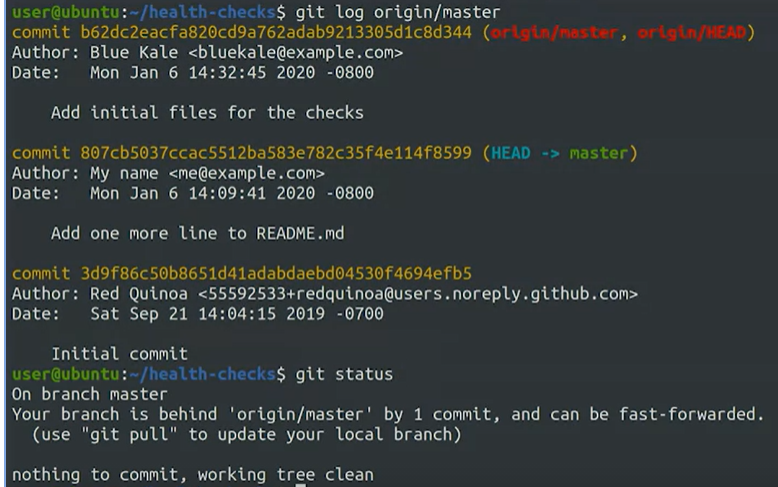 user@ubuntu:~/health-checks$ git log origin/master
commit b62dc2eacfa820cd9a762adab9213305d1c8d344 (origin/master, origin/HEAD)
Author: Blue Kale <bluekale@example.com>
Date:   Mon Jan 6 14:32:45 2020 -0800

    Add initial files for the checks

commit 807cb5037ccac5512ba583e782c35f4e114f8599 (HEAD -> master)
Author: My name <me@example.com>
Date:   Mon Jan 6 14:09:41 2020 -0800

    Add one more line to README.md

commit 3d9f86c50b8651d41adabdaebd04530f4694efb5
Author: Red Quinoa <55592533+redquinoa@users.noreply.github.com>
Date:   Sat Sep 21 14:04:15 2019 -0700

    Initial commit
user@ubuntu:~/health-checks$ git status
On branch master
Your branch is behind 'origin/master' by 1 commit, and can be fast-forwarded.
  (use "git pull" to update your local branch)

nothing to commit, working tree clean